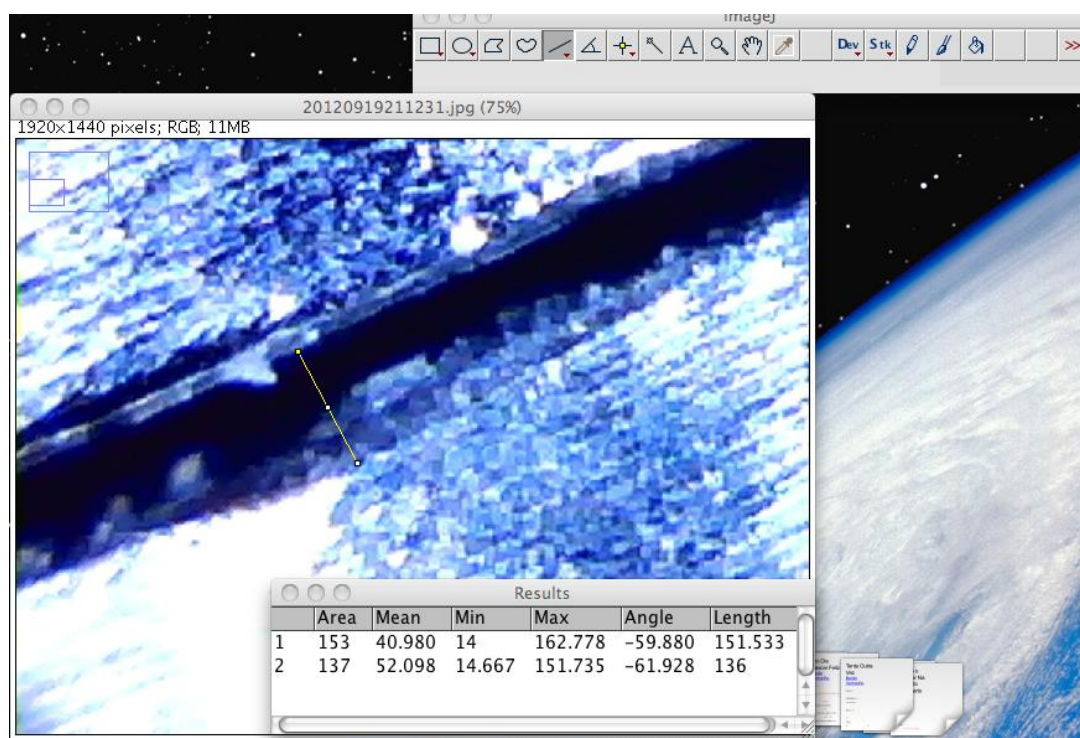 ImageJ
A Dev Stk >>
20120919211231.jpg (75%)
1920x1440 pixels; RGB; 11MB
Results
Area Mean Min Max Angle Length
1 153 40.980 14 162.778 -59.880 151.533
2 137 52.098 14.667 151.735 -61.928 136